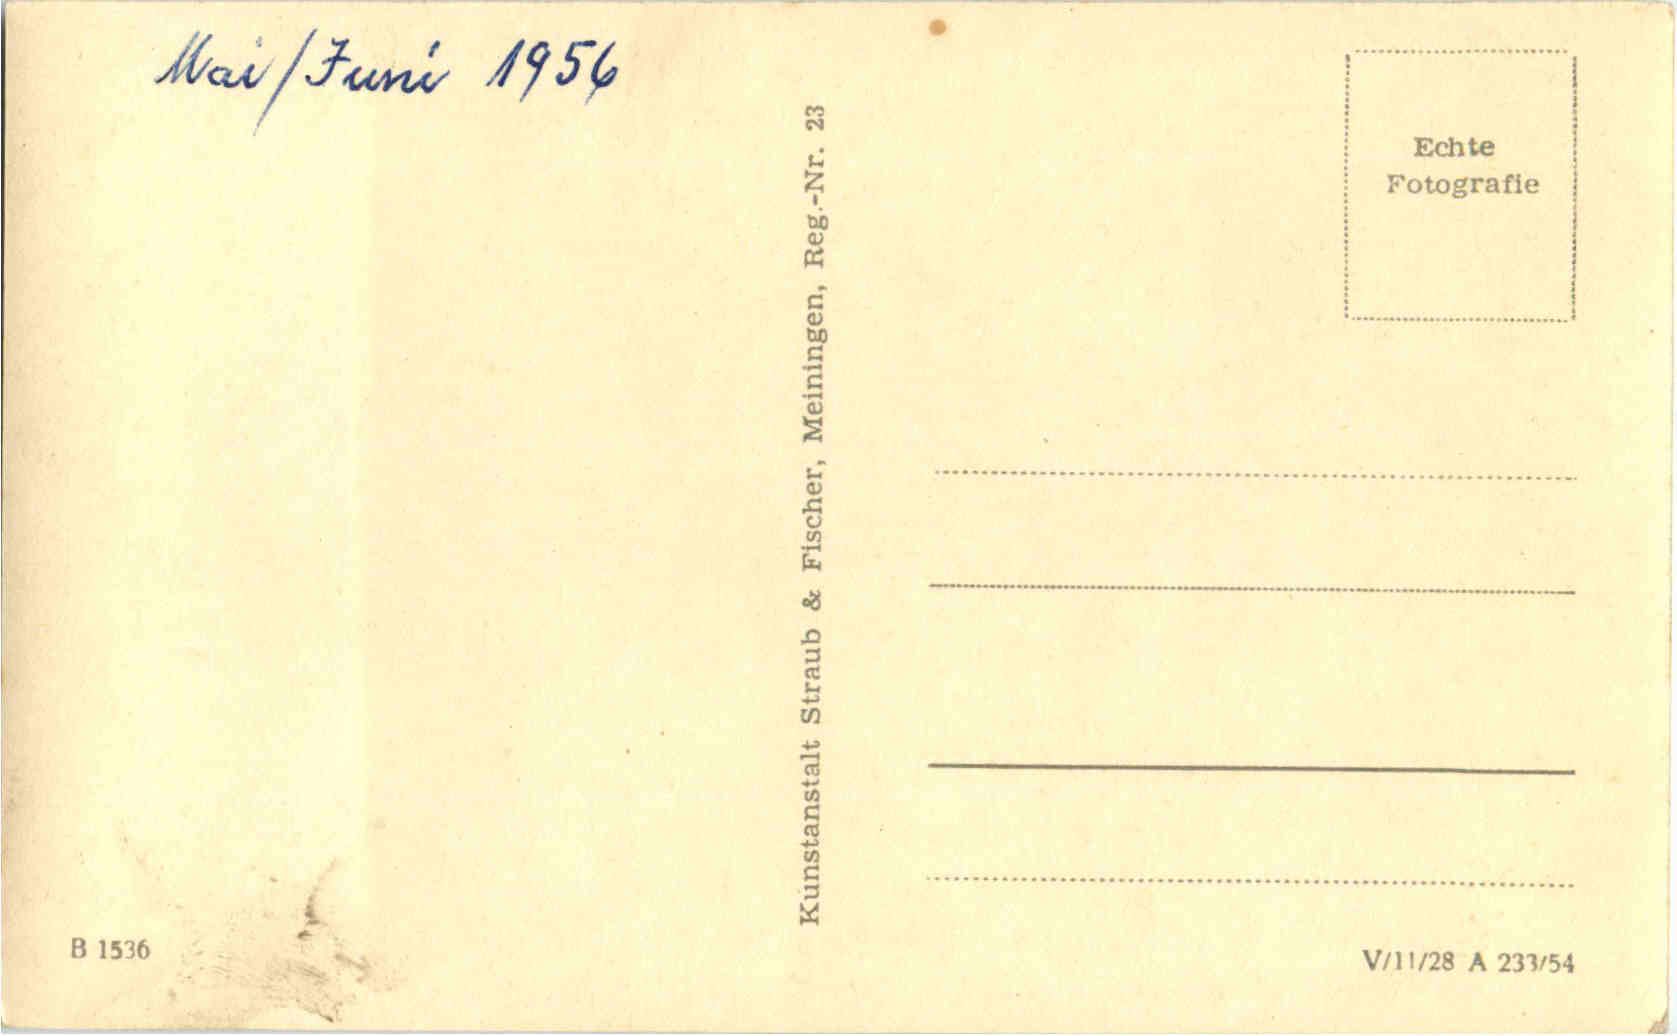 Mai/Juni 1956
Kunstanstalt Straub & Fischer, Meiningen, Reg.-Nr. 23
Echte
Fotografie
B 1536
V/11/28 A 233/54